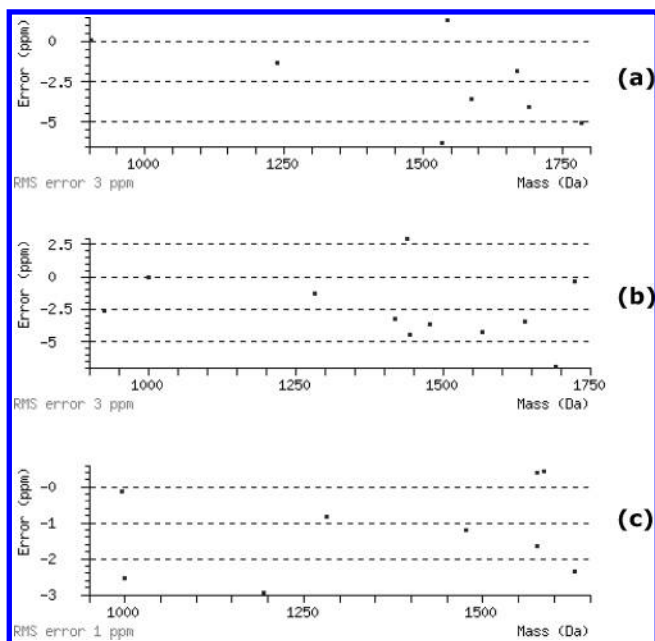 0
-2.5
-5
Error (ppm)
1000 1250 1500 1750
RMS error 3 ppm Mass (Da)
(a)
2.5
0
-2.5
-5
Error (ppm)
1000 1250 1500 1750
RMS error 3 ppm Mass (Da)
(b)
-0
-1
-2
-3
Error (ppm)
1000 1500
RMS error 1 ppm Mass (Da)
(c)